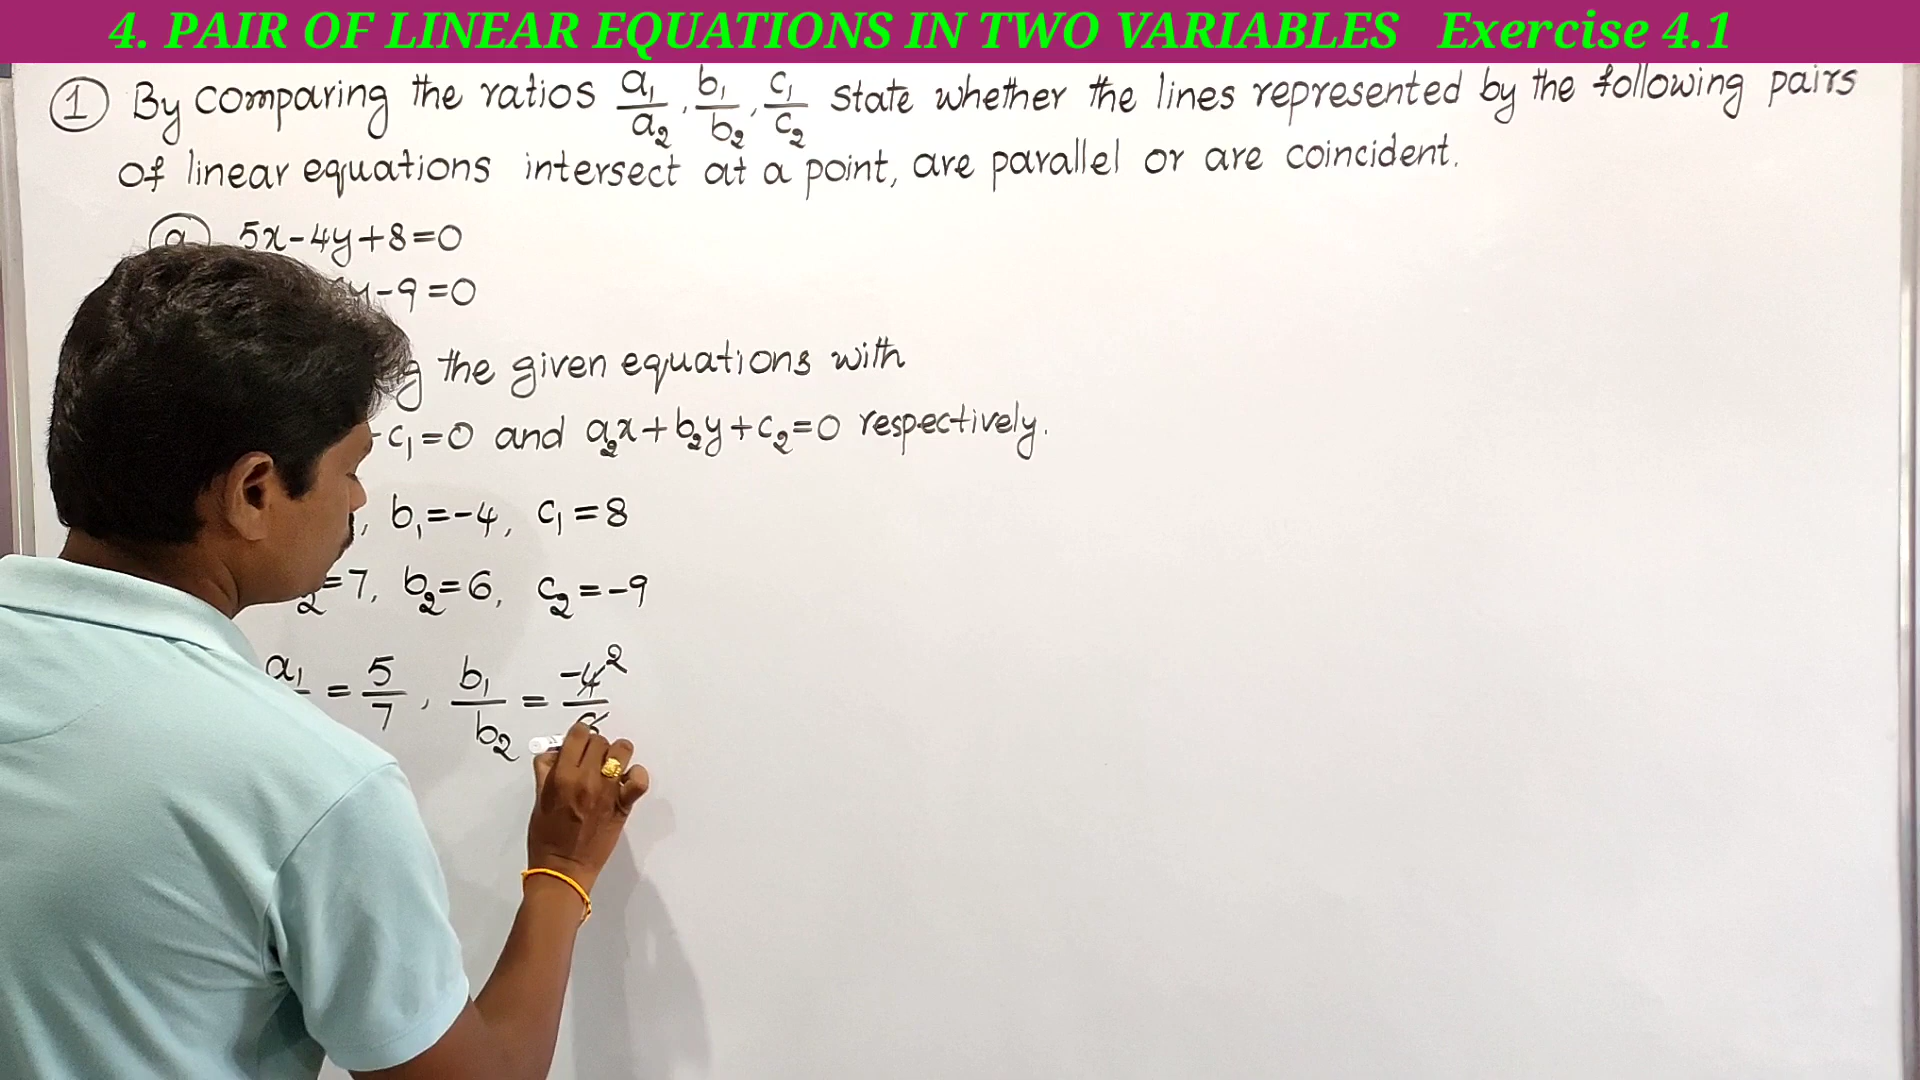 4. PAIR OF LINEAR EQUATIONS IN TWO VARIABLES Exercise 4.1
① By comparing the ratios a₁/a₂, b₁/b₂, c₁/c₂ state whether the lines represented by the following pairs
of linear equations intersect at a point, are parallel or are coincident.
ⓐ 5x-4y+8=0
y-9=0
g the given equations with
c₁=0 and a₂x+b₂y+c₂=0 respectively.
, b₁=-4, c₁=8
₂=7, b₂=6, c₂=-9
a₁ = 5/7, b₁/b₂ = -4² / 6